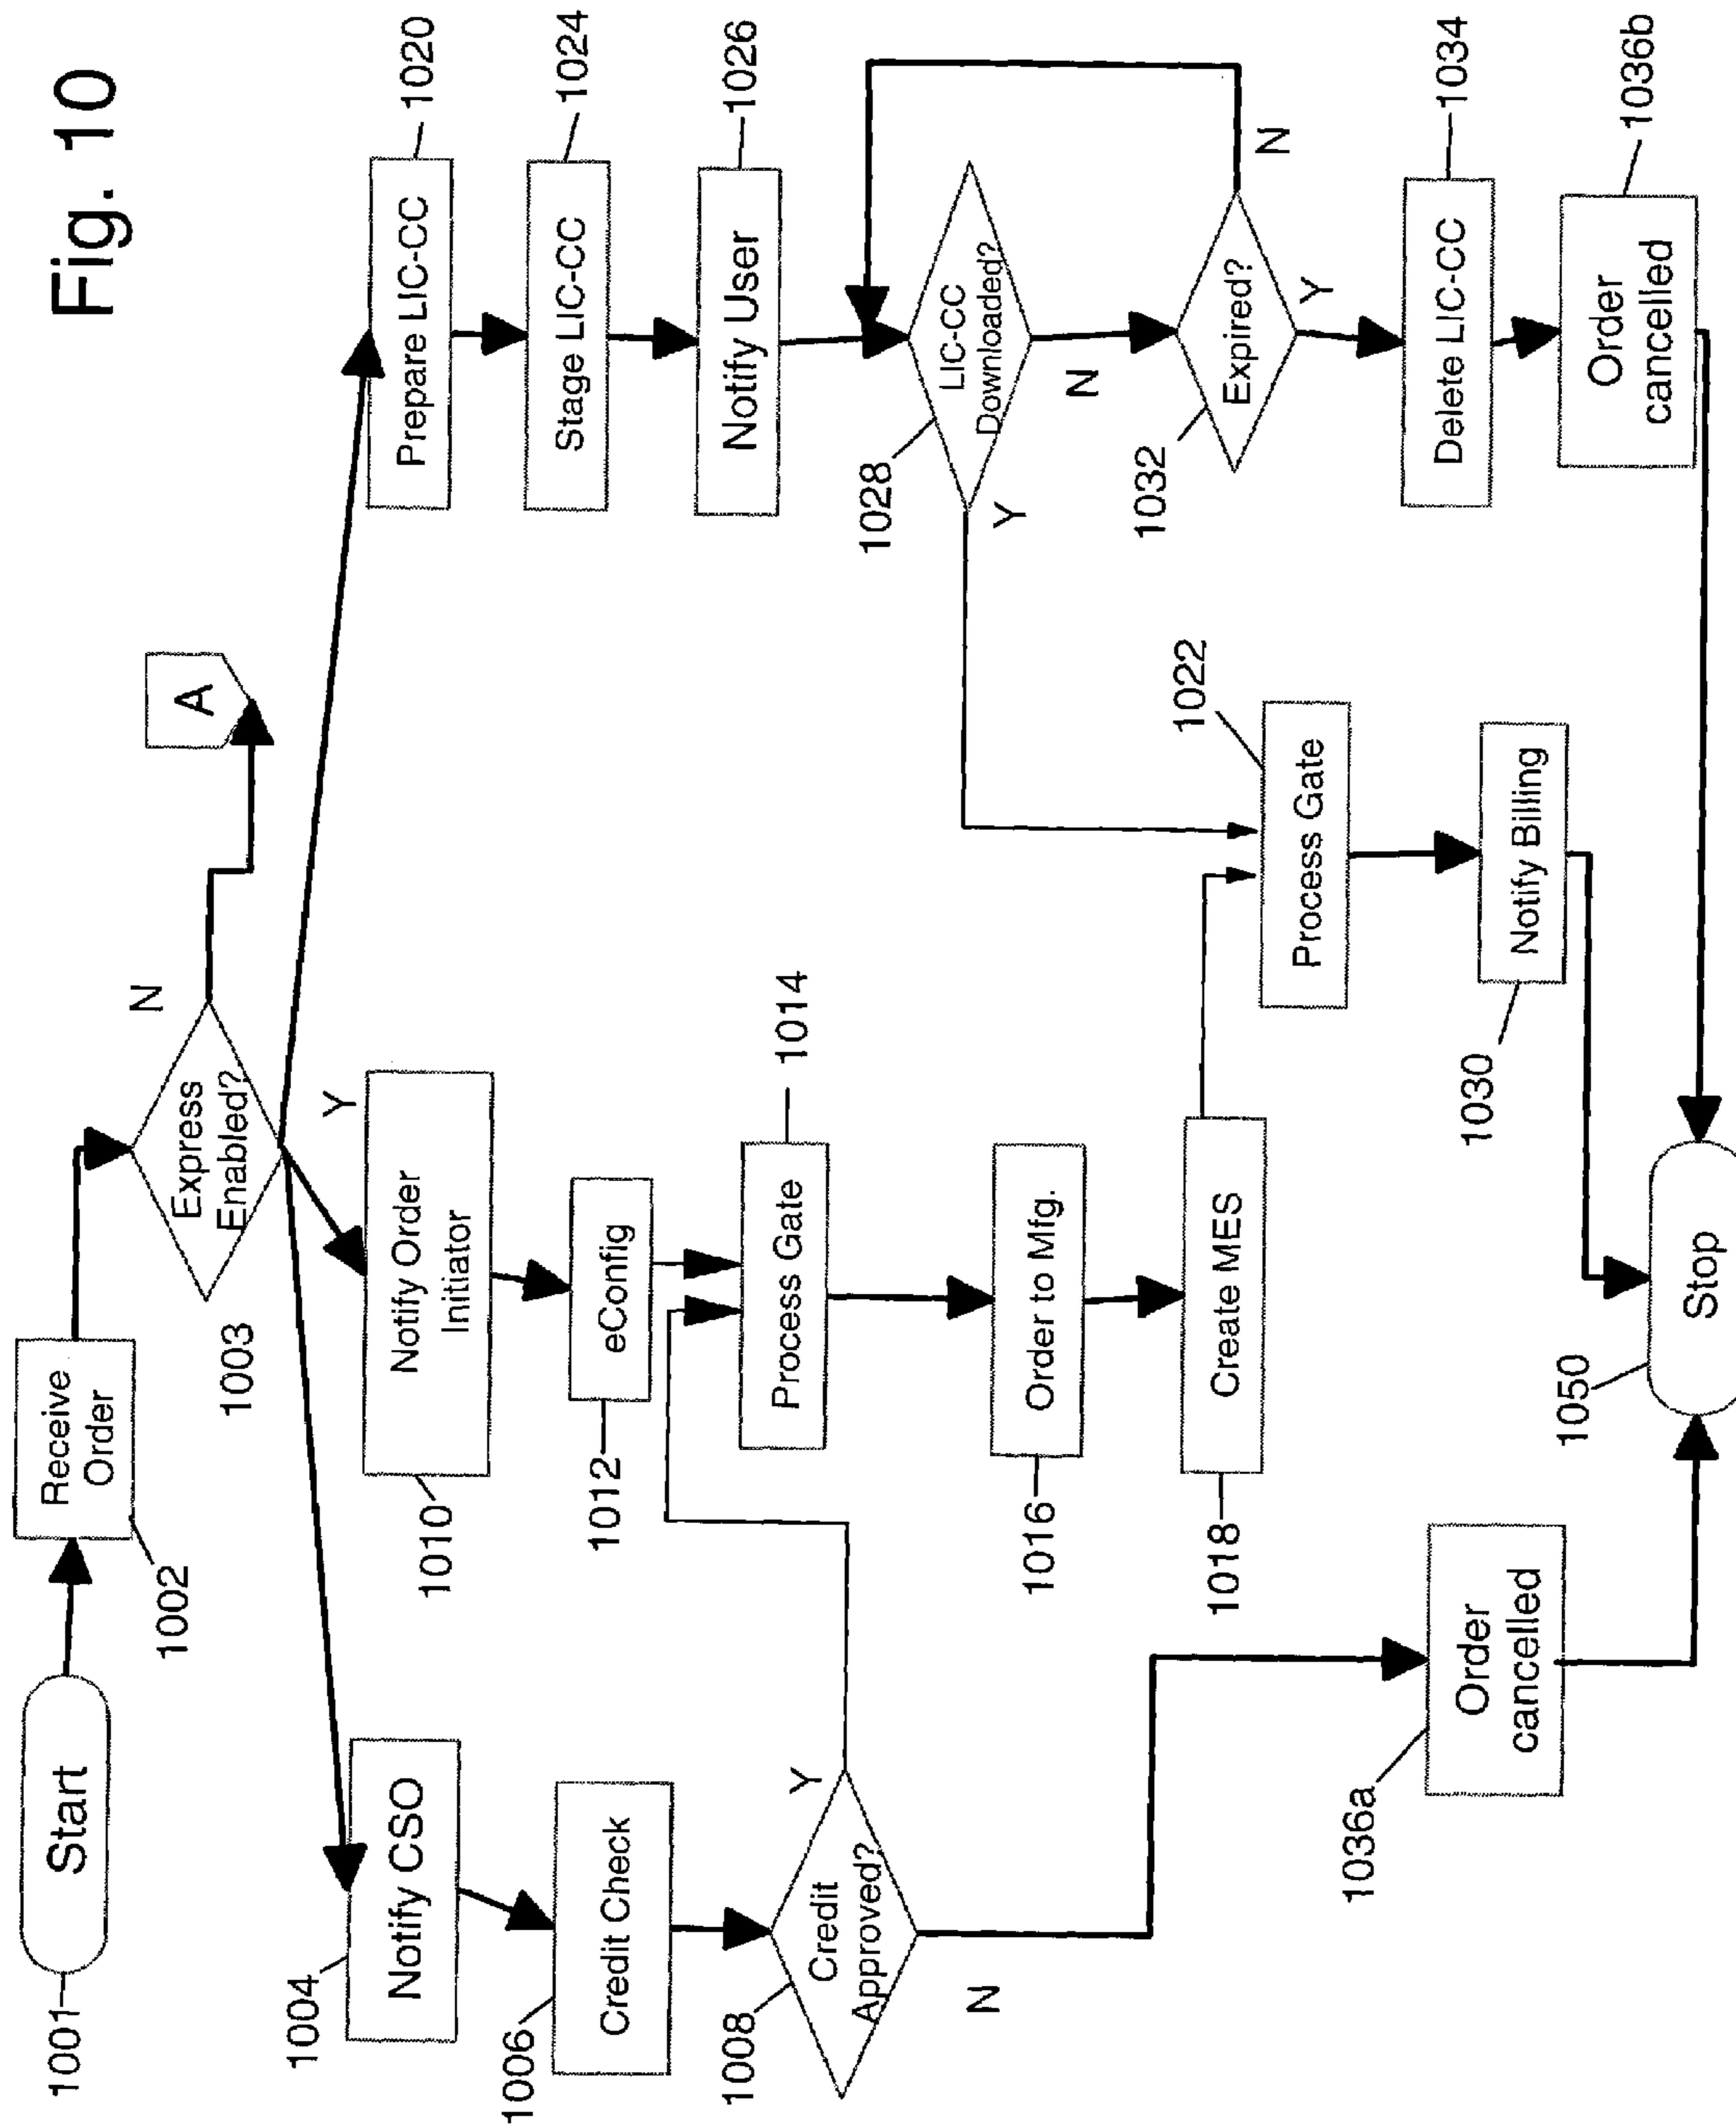 Fig. 10
Start
1001
Receive
Order
1002
Express
Enabled?
1003
N
A
Y
Notify CSO
1004
Credit Check
1006
Credit
Approved?
1008
Y
N
Notify Order
Initiator
1010
eConfig
1012
Process Gate
1014
Order to Mfg.
1016
Create MES
1018
Prepare LIC-CC
1020
Stage LIC-CC
1024
Notify User
1026
LIC-CC
Downloaded?
1028
Y
N
Expired?
1032
N
Y
Process Gate
1022
Notify Billing
1030
Delete LIC-CC
1034
Order
cancelled
1036b
Order
cancelled
1036a
Stop
1050